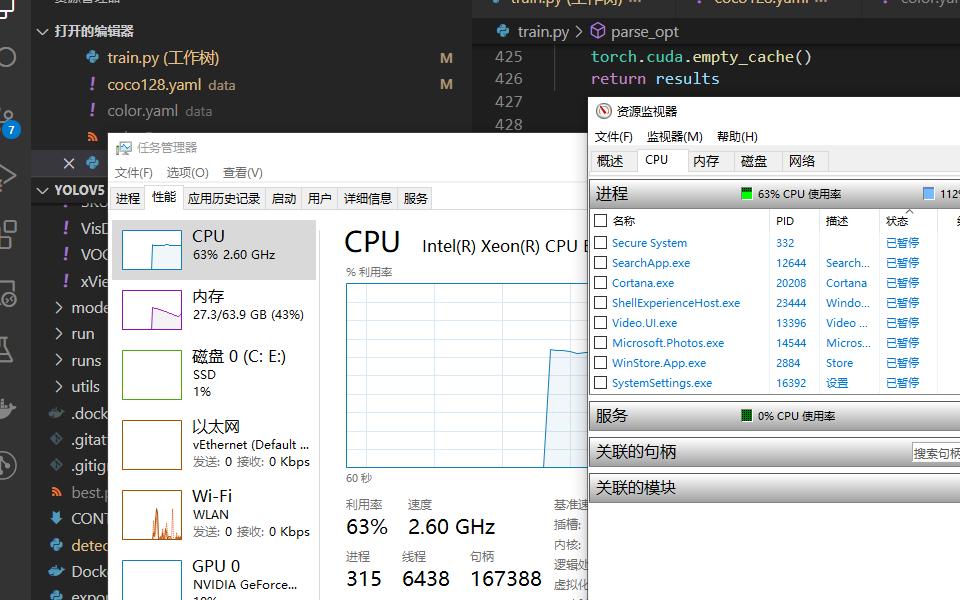 打开的编辑器
train.py (工作树) M
! coco128.yaml data M
! color.yaml data
7
YOLOV5
VisD
VOC
xVie
mode
run
runs
utils
.dock
.gitatt
.gitign
best.p
CONT
detec
Docke
train.py > parse_opt
425 torch.cuda.empty_cache()
426 return results
427
428
任务管理器
文件(F) 选项(O) 查看(V)
进程 性能 应用历史记录 启动 用户 详细信息 服务
CPU
63% 2.60 GHz
内存
27.3/63.9 GB (43%)
磁盘 0 (C: E:)
SSD
1%
以太网
vEthernet (Default ...
发送: 0 接收: 0 Kbps
Wi-Fi
WLAN
发送: 0 接收: 0 Kbps
GPU 0
NVIDIA GeForce...
CPU Intel(R) Xeon(R) CPU E
% 利用率
60 秒
利用率 速度 基准速
63% 2.60 GHz 插槽:
内核:
进程 线程 句柄 逻辑处
315 6438 167388 虚拟化
资源监视器
文件(F) 监视器(M) 帮助(H)
概述 CPU 内存 磁盘 网络
进程 63% CPU 使用率 112%
名称 PID 描述 状态
Secure System 332 已暂停
SearchApp.exe 12644 Search... 已暂停
Cortana.exe 20208 Cortana 已暂停
ShellExperienceHost.exe 23444 Windo... 已暂停
Video.UI.exe 13396 Video ... 已暂停
Microsoft.Photos.exe 14544 Micros... 已暂停
WinStore.App.exe 2884 Store 已暂停
SystemSettings.exe 16392 设置 已暂停
服务 0% CPU 使用率
关联的句柄 搜索句柄
关联的模块